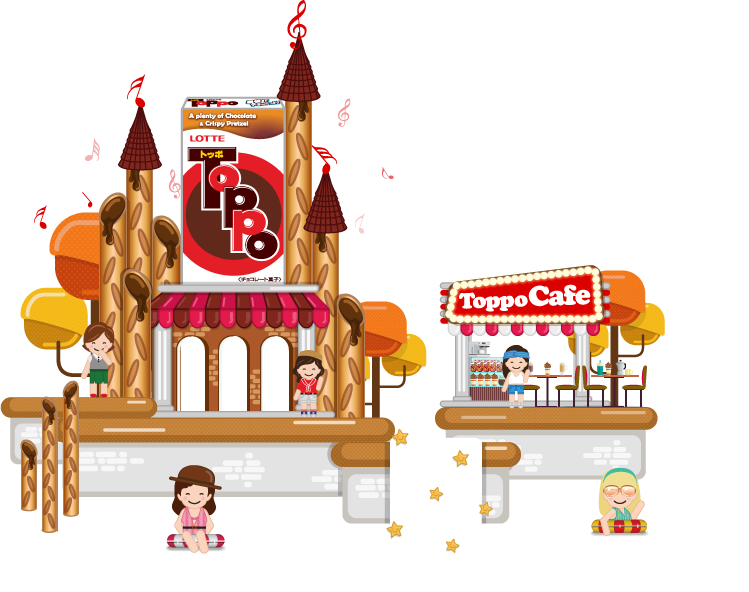 Toppo
A plenty of Chocolate
& Crispy Pretzel
LOTTE
トッポ
Toppo
〈チョコレート菓子〉
Toppo Cafe